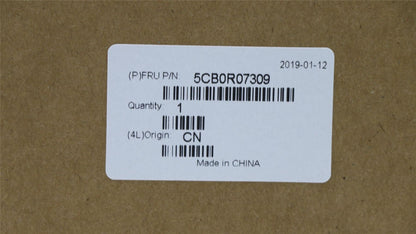 2019-01-12
(P)FRU P/N: 5CB0R07309
Quantity: 1
(4L)Origin: CN
Made in CHINA